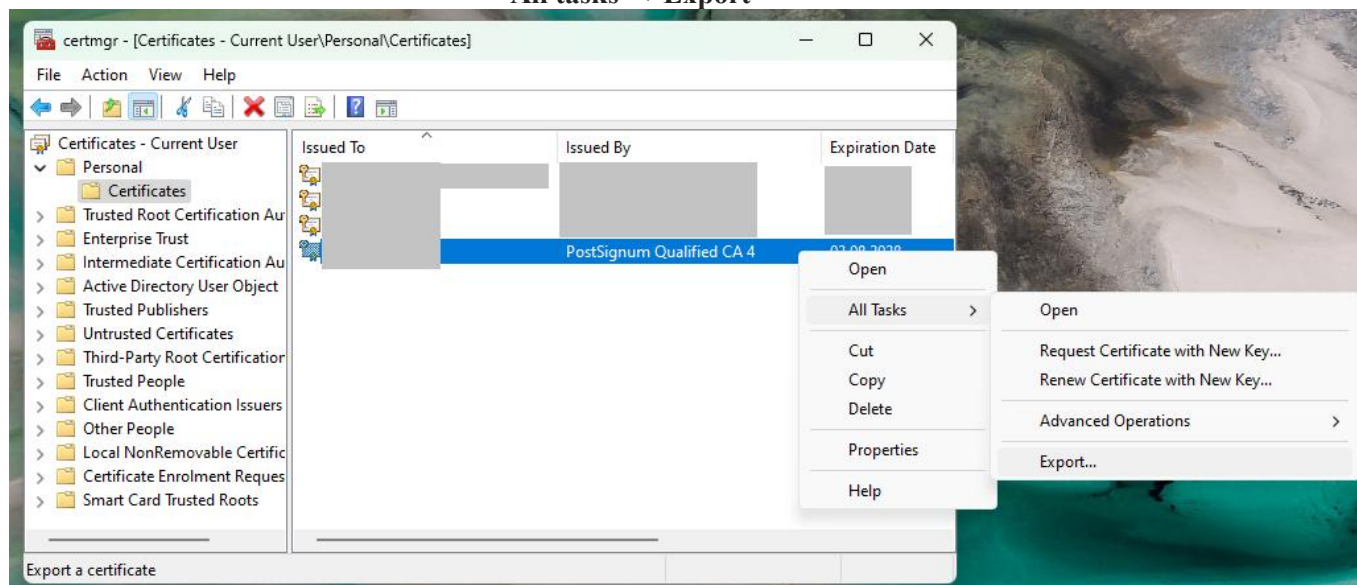 All tasks → Export
certmgr - [Certificates - Current User\Personal\Certificates]
File Action View Help
Certificates - Current User
Personal
Certificates
Trusted Root Certification Au
Enterprise Trust
Intermediate Certification Au
Active Directory User Object
Trusted Publishers
Untrusted Certificates
Third-Party Root Certification
Trusted People
Client Authentication Issuers
Other People
Local NonRemovable Certific
Certificate Enrolment Reques
Smart Card Trusted Roots
Issued To Issued By Expiration Date
PostSignum Qualified CA 4
Open
All Tasks >
Cut
Copy
Delete
Properties
Help
Open
Request Certificate with New Key...
Renew Certificate with New Key...
Advanced Operations >
Export...
Export a certificate